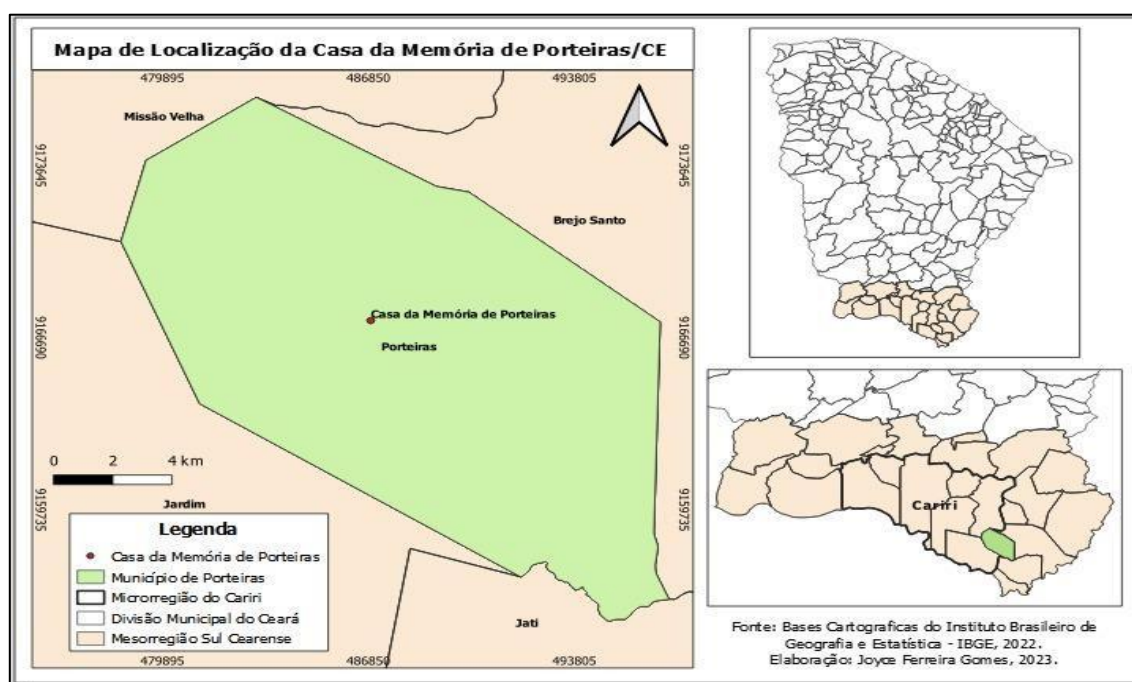 Mapa de Localização da Casa da Memória de Porteiras/CE
479895 486850 493805
Missão Velha
9173645 9173645
Brejo Santo
Casa da Memória de Porteiras
Porteiras
9166690 9166690
0 2 4 km
9159735 9159735
Jardim
Legenda
Casa da Memória de Porteiras
Município de Porteiras
Microrregião do Cariri
Divisão Municipal do Ceará
Mesorregião Sul Cearense
Jati
479895 486850 493805
Cariri
Fonte: Bases Cartograficas do Instituto Brasileiro de
Geografia e Estatística - IBGE, 2022.
Elaboração: Joyce Ferreira Gomes, 2023.